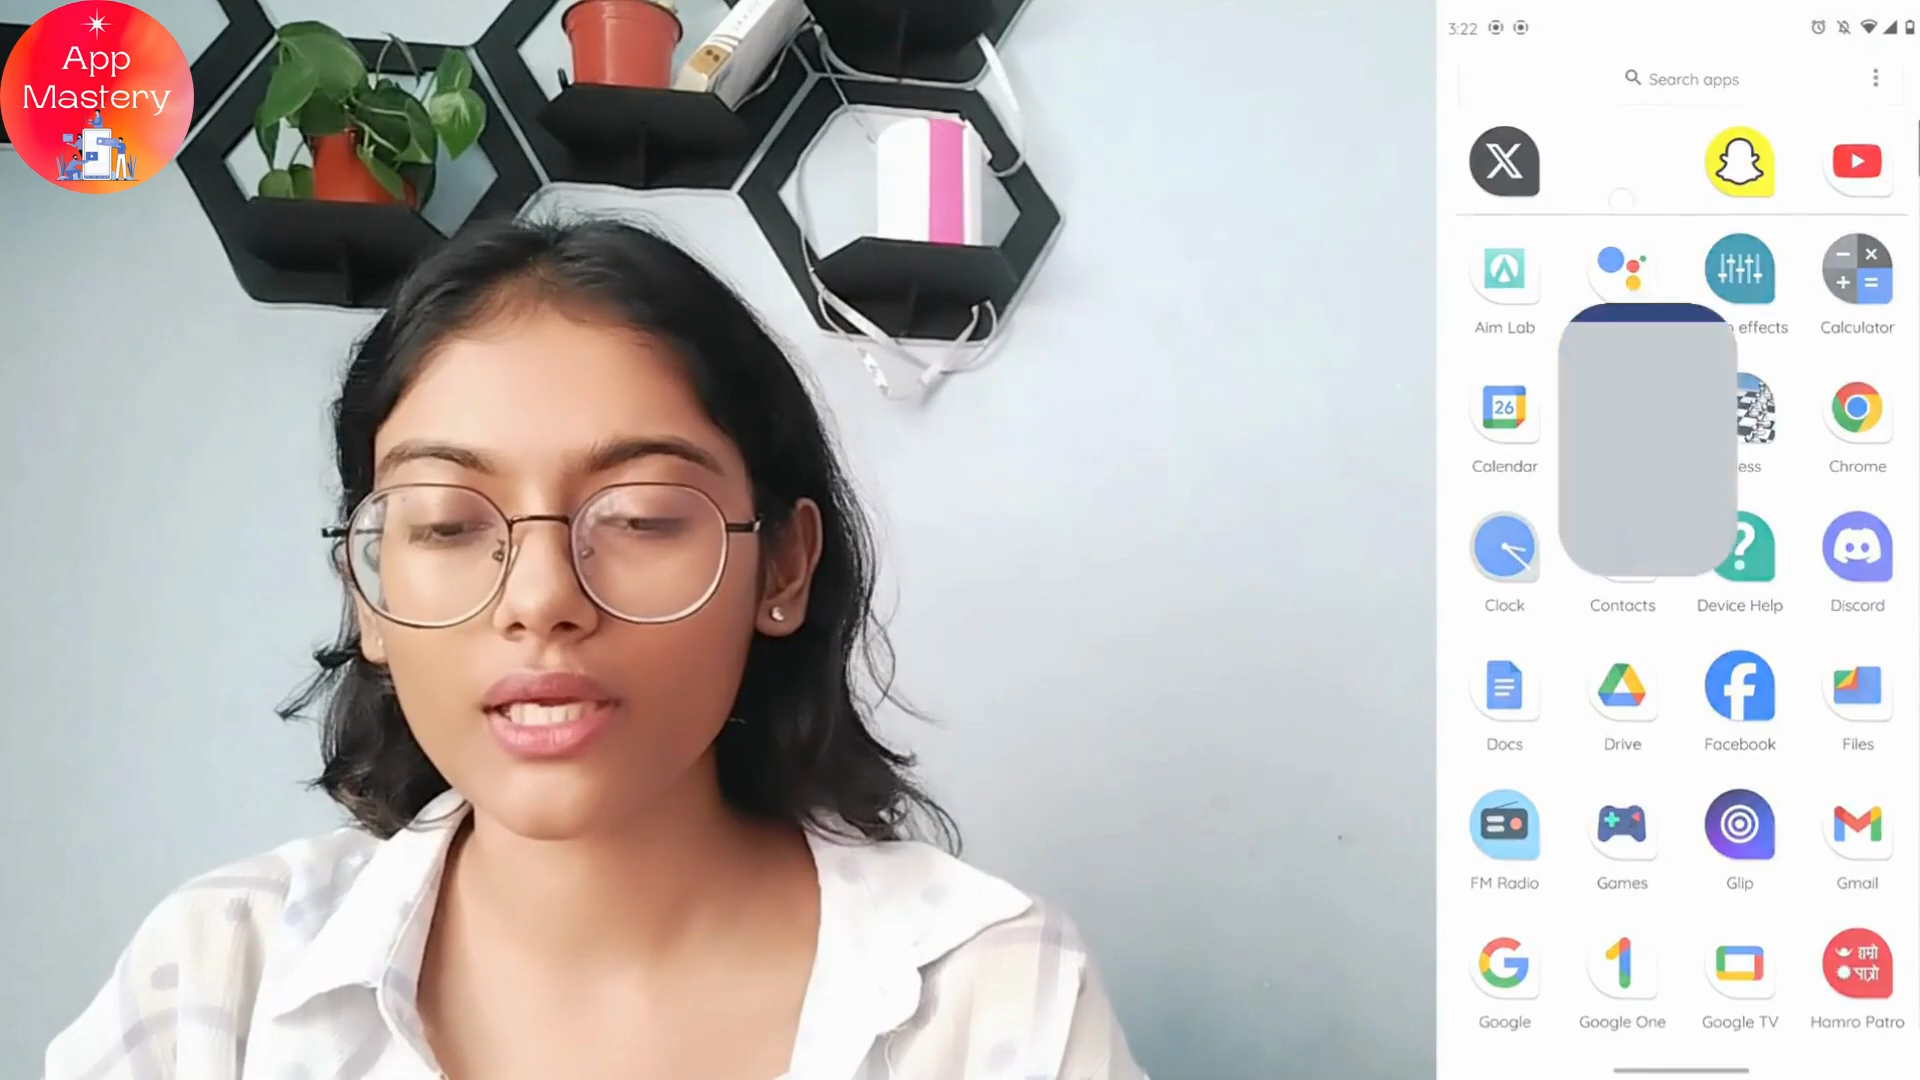 App
Mastery
3:22
Search apps
X
Aim Lab
effects
Calculator
26
Calendar
ess
Chrome
Clock
Contacts
Device Help
Discord
Docs
Drive
Facebook
Files
FM Radio
Games
Glip
Gmail
हाम्रो
पात्रो
Google
Google One
Google TV
Hamro Patro